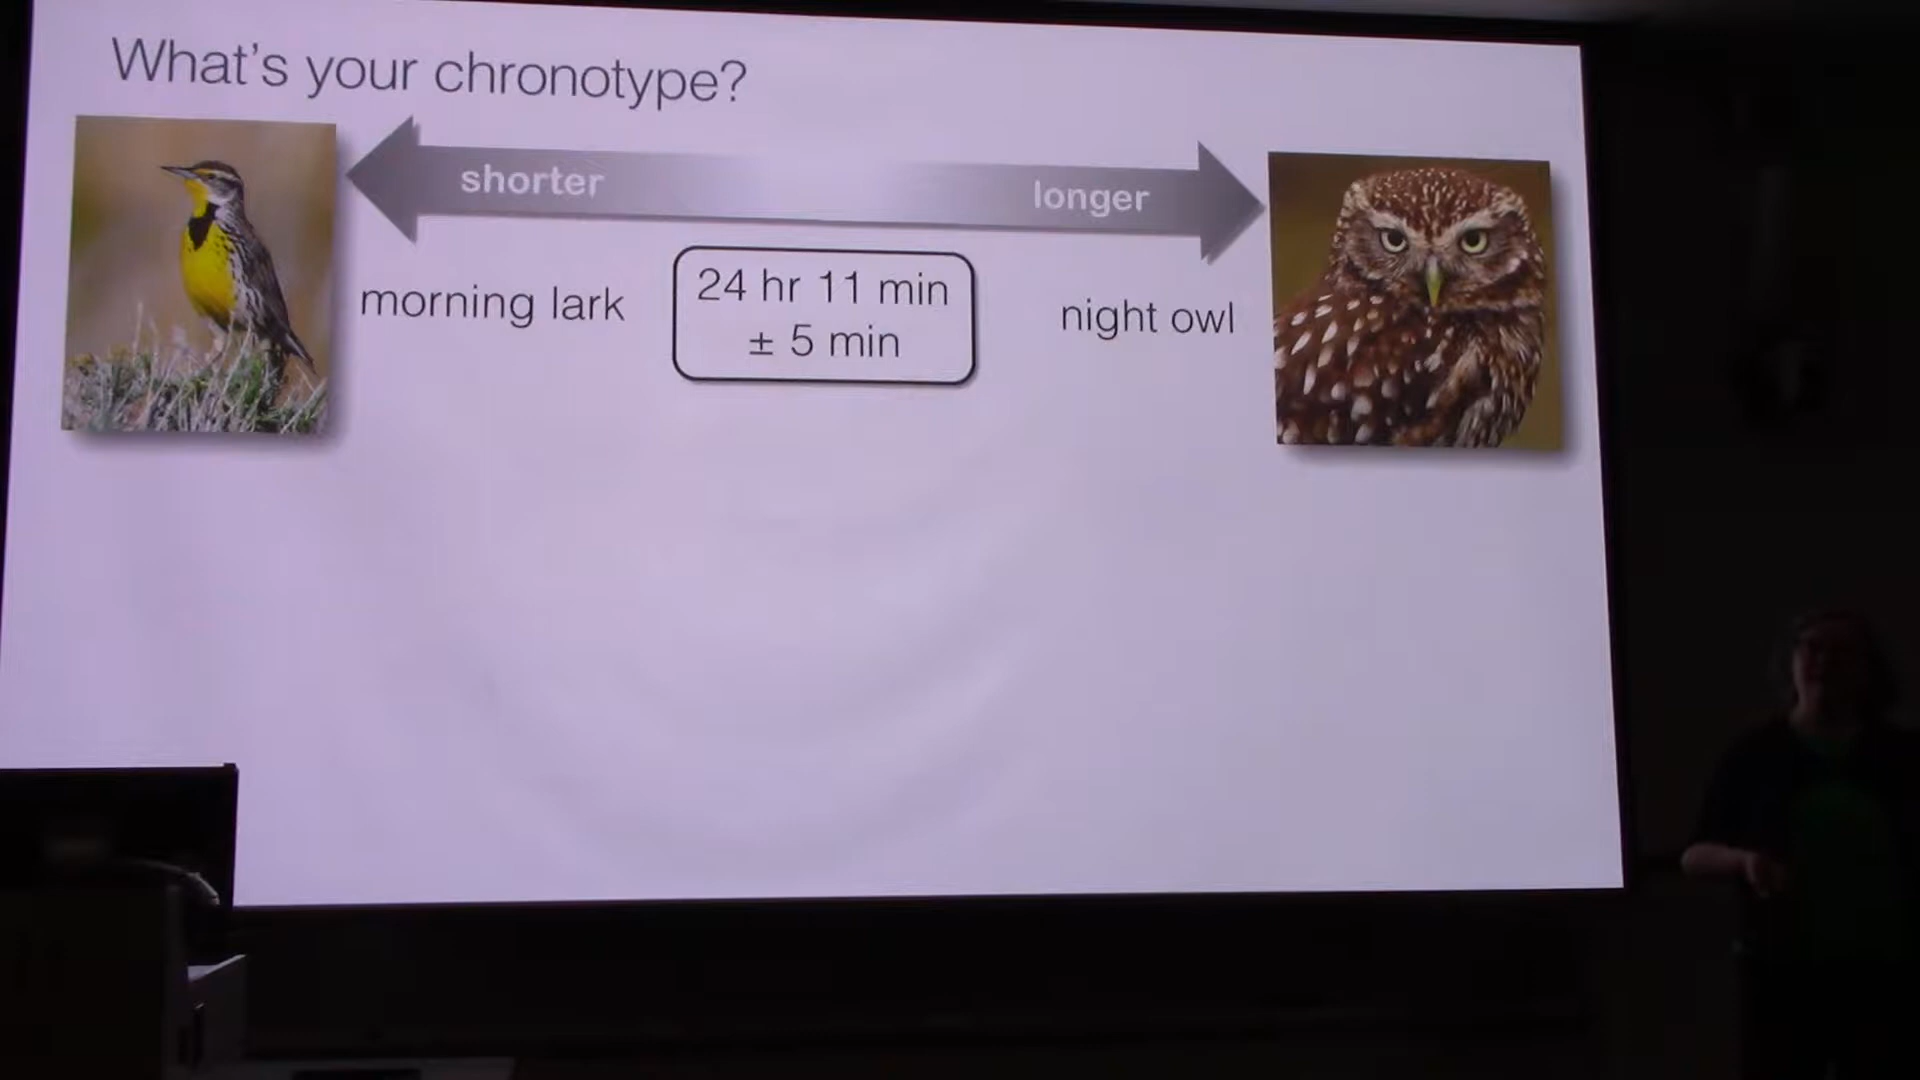 What's your chronotype?
shorter
longer
morning lark
24 hr 11 min
± 5 min
night owl